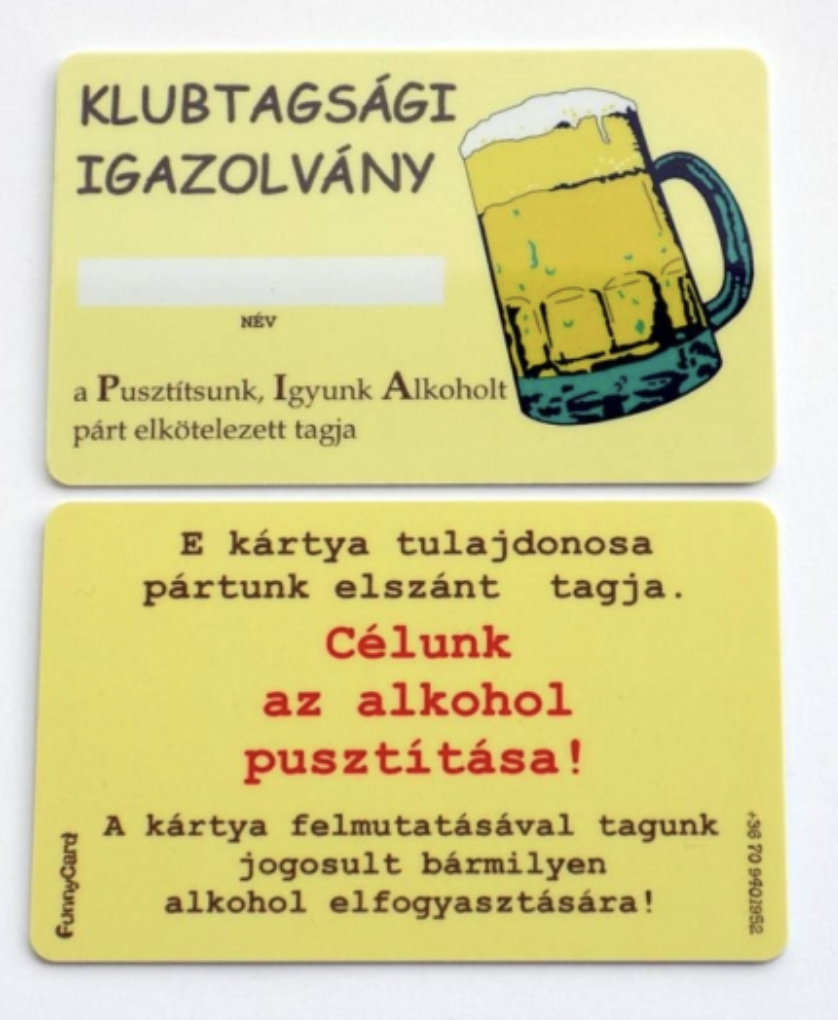 KLUBTAGSÁGI
IGAZOLVÁNY
NÉV
a Pusztítsunk, Igyunk Alkoholt
párt elkötelezett tagja
E kártya tulajdonosa
pártunk elszánt tagja.
Célunk
az alkohol
pusztítása!
A kártya felmutatásával tagunk
jogosult bármilyen
alkohol elfogyasztására!
FunnyCard
+36 70 9401952